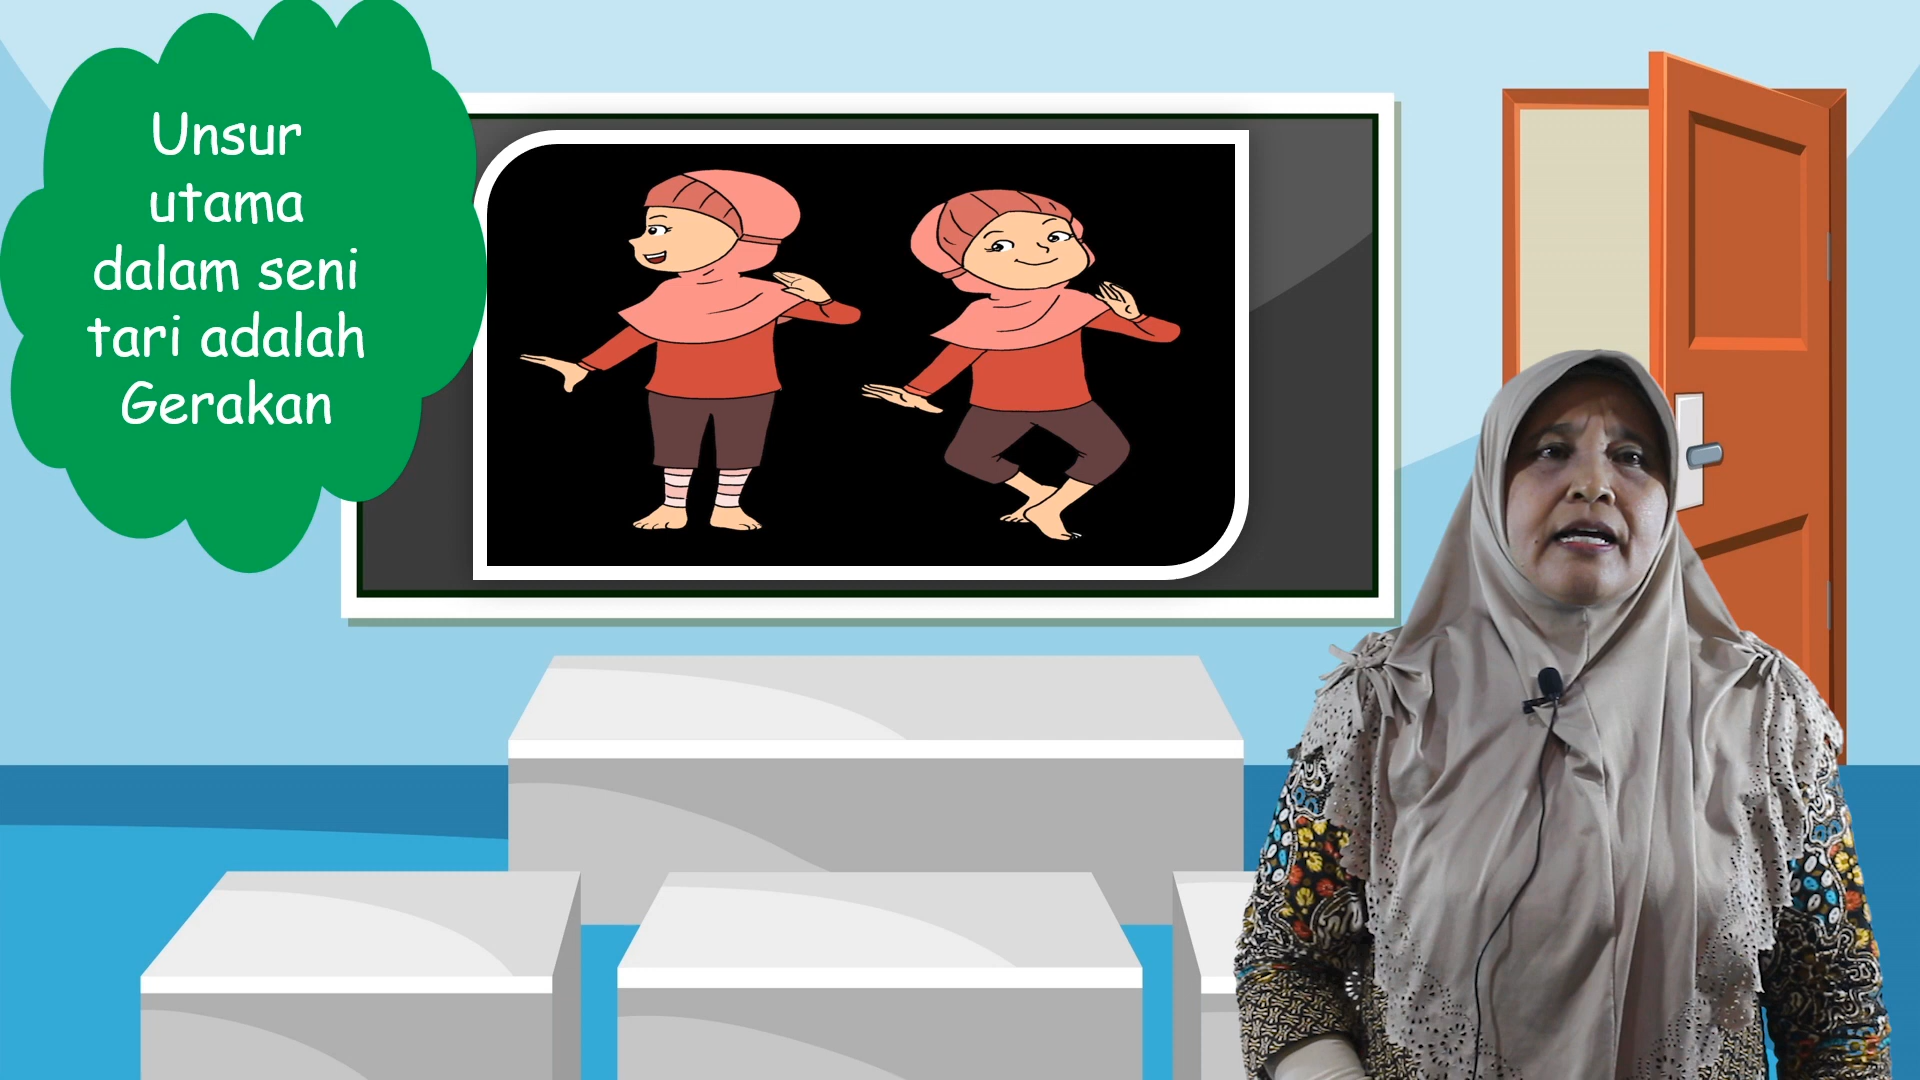 Unsur
utama
dalam seni
tari adalah
Gerakan